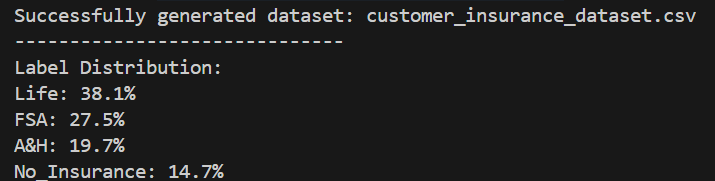 Successfully generated dataset: customer_insurance_dataset.csv
------------------------------
Label Distribution:
Life: 38.1%
FSA: 27.5%
A&H: 19.7%
No_Insurance: 14.7%